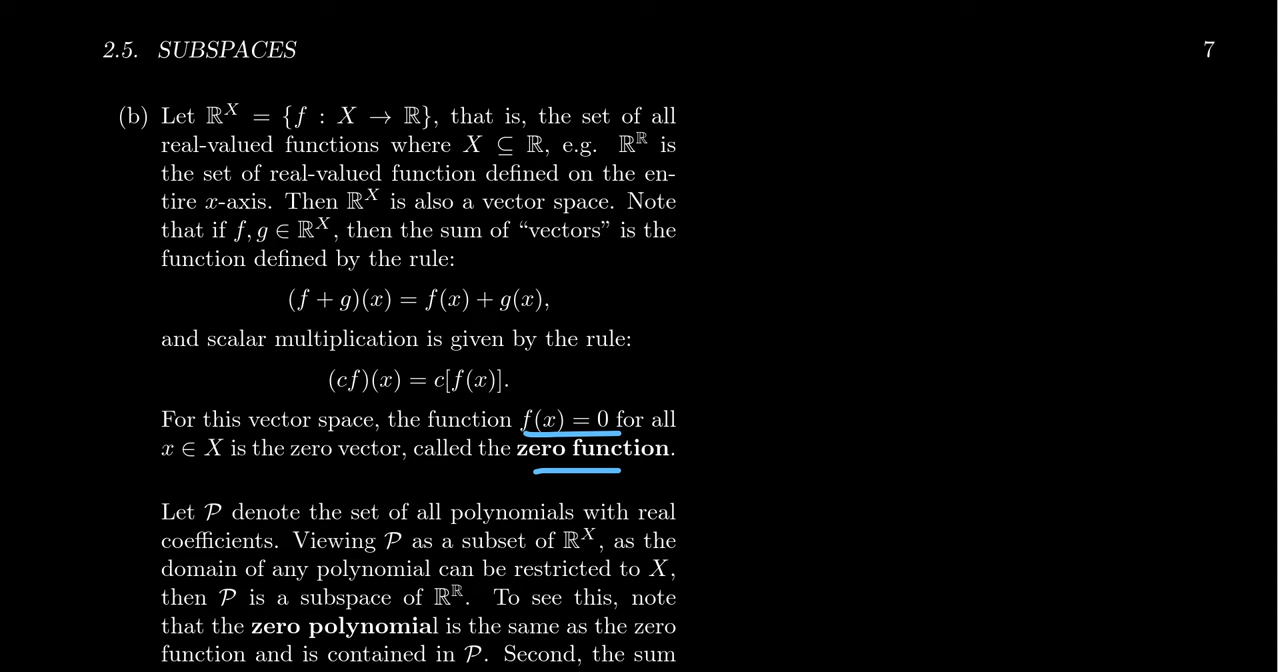 2.5. SUBSPACES 7
(b) Let ℝ^X = {f : X → ℝ}, that is, the set of all
real-valued functions where X ⊆ ℝ, e.g. ℝ^ℝ is
the set of real-valued function defined on the en-
tire x-axis. Then ℝ^X is also a vector space. Note
that if f, g ∈ ℝ^X, then the sum of “vectors” is the
function defined by the rule:
(f + g)(x) = f(x) + g(x),
and scalar multiplication is given by the rule:
(cf)(x) = c[f(x)].
For this vector space, the function f(x) = 0 for all
x ∈ X is the zero vector, called the zero function.
Let 𝒫 denote the set of all polynomials with real
coefficients. Viewing 𝒫 as a subset of ℝ^X, as the
domain of any polynomial can be restricted to X,
then 𝒫 is a subspace of ℝ^ℝ. To see this, note
that the zero polynomial is the same as the zero
function and is contained in 𝒫. Second, the sum